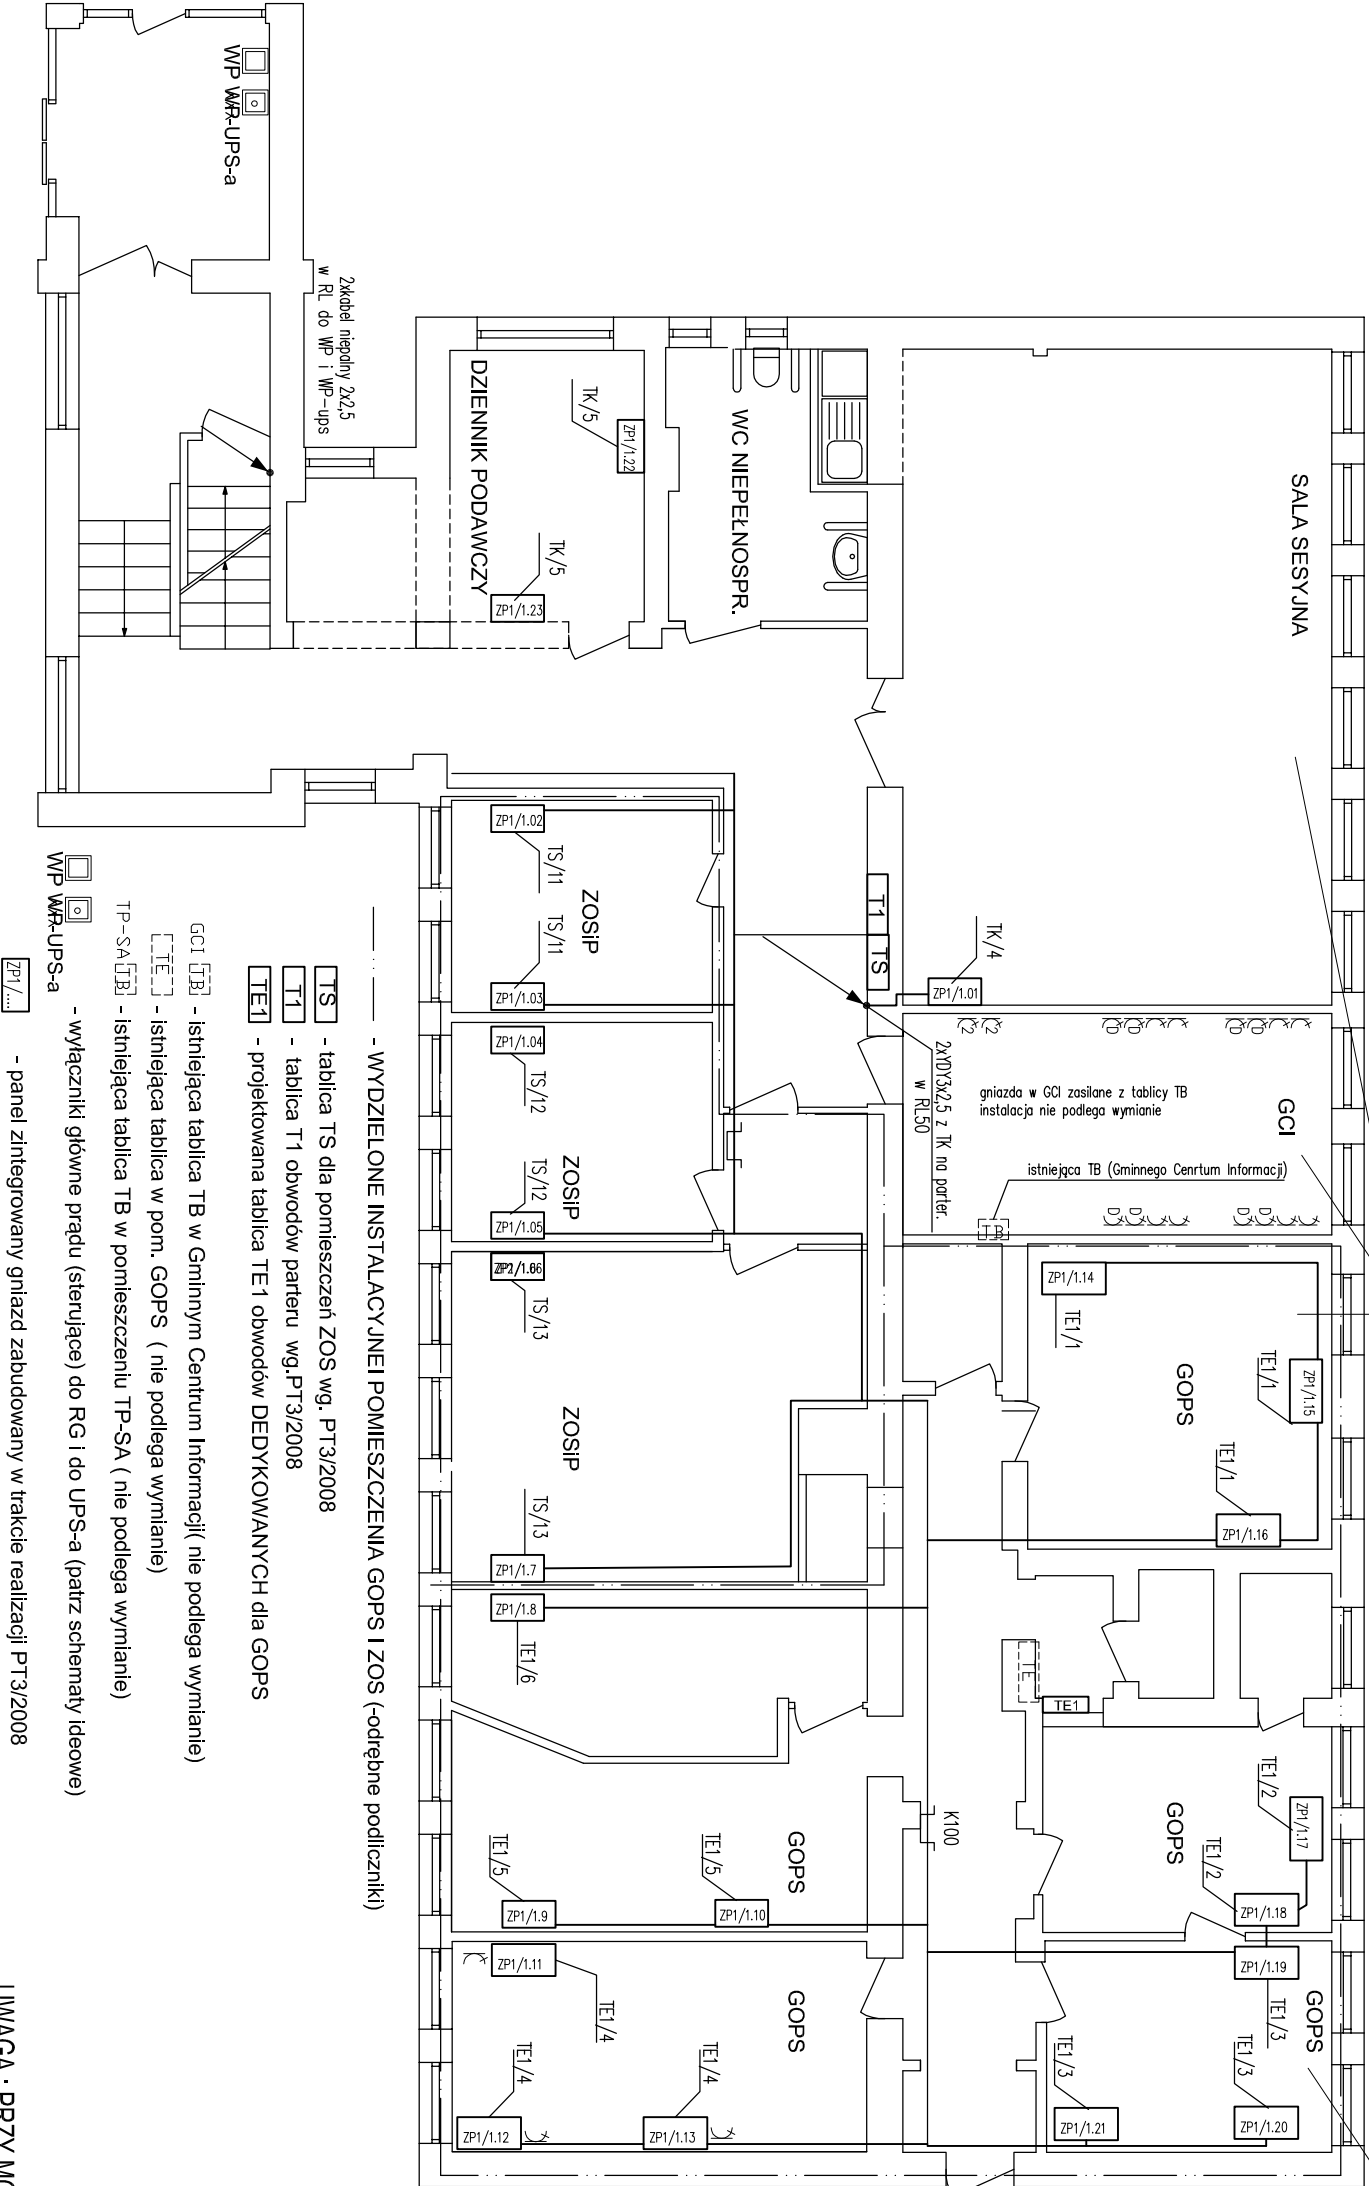 WP WP-UPS-a
2xkabel niepalny 2x2,5
w RL do WP i WP-ups
DZIENNIK PODAWCZY
TK/5
ZP1/1.22
TK/5
ZP1/1.23
WC NIEPEŁNOSPR.
SALA SESYJNA
T1
TS
TK/4
ZP1/1.01
2xYDY3x2,5 z TK na parter.
w RL50
GCI
gniazda w GCI zasilane z tablicy TB
instalacja nie podlega wymianie
istniejąca TB (Gminnego Cenrtum Informacji)
TB
ZP1/1.02
TS/11
ZOSiP
TS/11
ZP1/1.03
ZP1/1.04
TS/12
ZOSiP
TS/12
ZP1/1.05
TS/13
ZOSiP
TS/13
ZP1/1.7
ZP1/1.8
TE1/6
ZP1/1.14
TE1/1
GOPS
TE1/1
ZP1/1.15
TE1/1
ZP1/1.16
TE
TE1
TE1/2
ZP1/1.17
GOPS
TE1/2
ZP1/1.18
K100
GOPS
TE1/5
ZP1/1.9
TE1/5
ZP1/1.10
ZP1/1.11
TE1/4
GOPS
TE1/4
ZP1/1.12
TE1/4
ZP1/1.13
ZP1/1.19
TE1/3
GOPS
TE1/3
ZP1/1.20
TE1/3
ZP1/1.21
- WYDZIELONE INSTALACYJNEI POMIESZCZENIA GOPS I ZOS (-odrębne podliczniki)
TS - tablica TS dla pomieszczeń ZOS wg. PT3/2008
T1 - tablica T1 obwodów parteru wg.PT3/2008
TE1 - projektowana tablica TE1 obwodów DEDYKOWANYCH dla GOPS
GCI TB - istniejąca tablica TB w Gminnym Centrum Informacji( nie podlega wymianie)
TE - istniejąca tablica w pom. GOPS ( nie podlega wymianie)
TP-SA TB - istniejąca tablica TB w pomieszczeniu TP-SA ( nie podlega wymianie)
WP WP-UPS-a - wyłączniki główne prądu (sterujące) do RG i do UPS-a (patrz schematy ideowe)
ZP1/.... - panel zintegrowany gniazd zabudowany w trakcie realizacji PT3/2008
UWAGA : PRZY